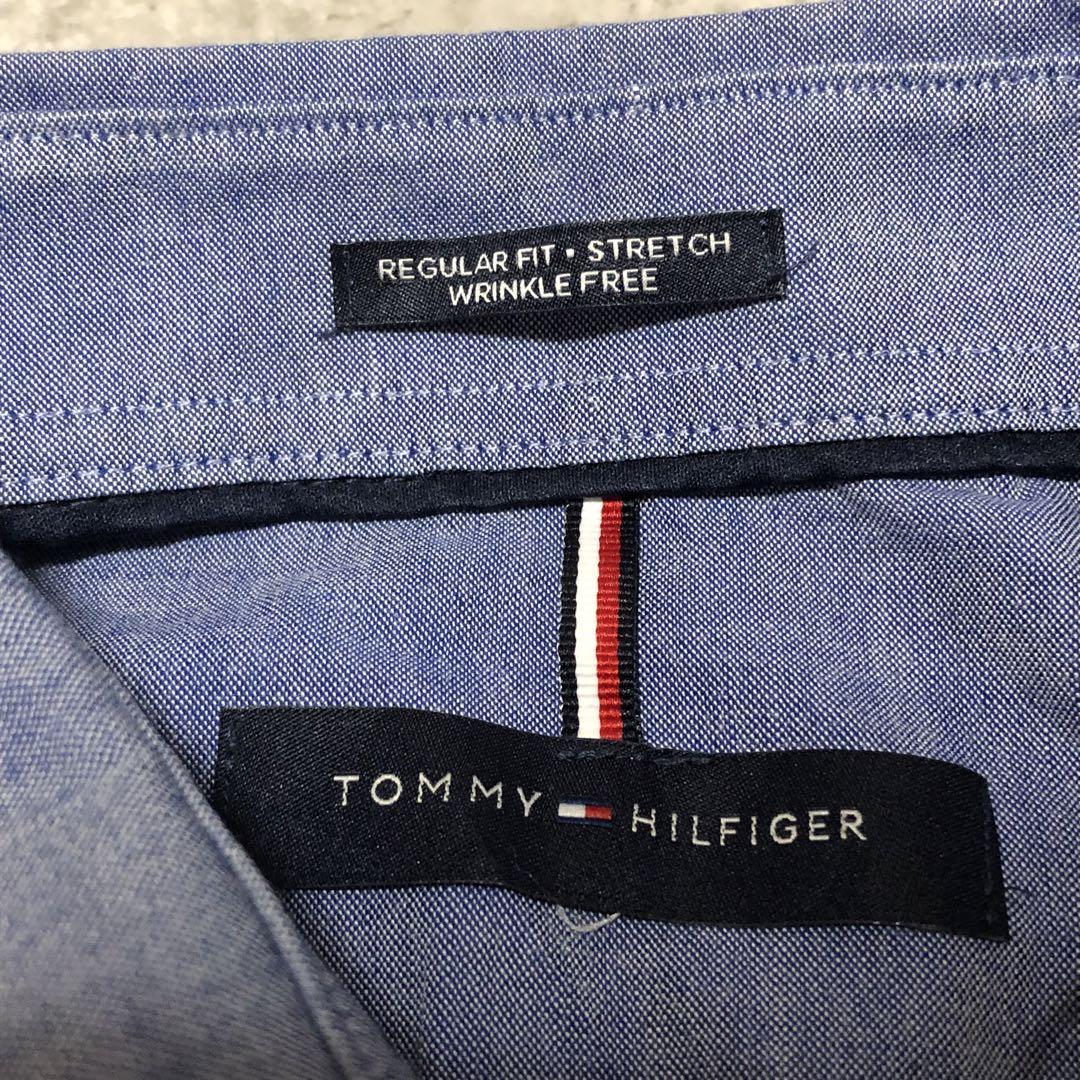 REGULAR FIT · STRETCH
WRINKLE FREE
TOMMY HILFIGER